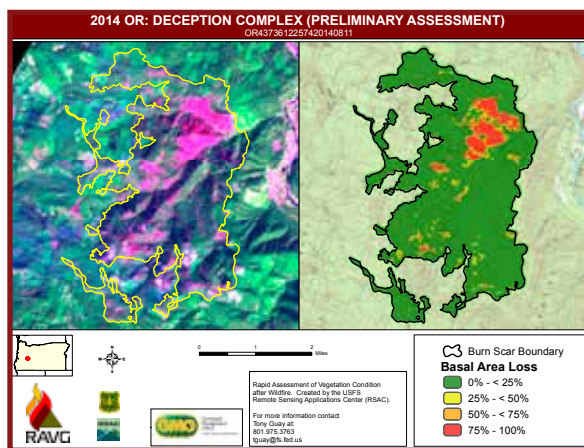 2014 OR: DECEPTION COMPLEX (PRELIMINARY ASSESSMENT)
OR4373612257420140811
0 1 2
Miles
Burn Scar Boundary
Basal Area Loss
0% - < 25%
25% - < 50%
50% - < 75%
75% - 100%
Rapid Assessment of Vegetation Condition
after Wildfire. Created by the USFS
Remote Sensing Applications Center (RSAC).
For more information contact
Tony Guay at:
801.975.3763
tguay@fs.fed.us
RAVG